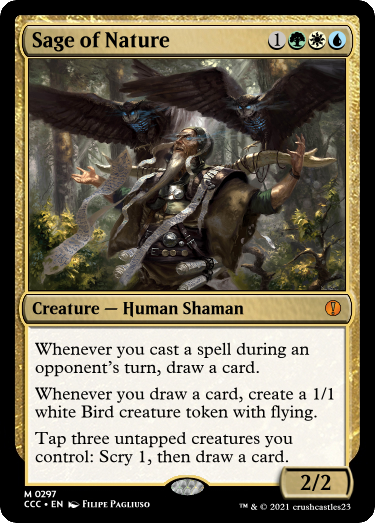 Sage of Nature 1
Creature — Human Shaman
Whenever you cast a spell during an
opponent's turn, draw a card.
Whenever you draw a card, create a 1/1
white Bird creature token with flying.
Tap three untapped creatures you
control: Scry 1, then draw a card.
2/2
M 0297
CCC • EN Filipe Pagliuso
™ & © 2021 crushcastles23